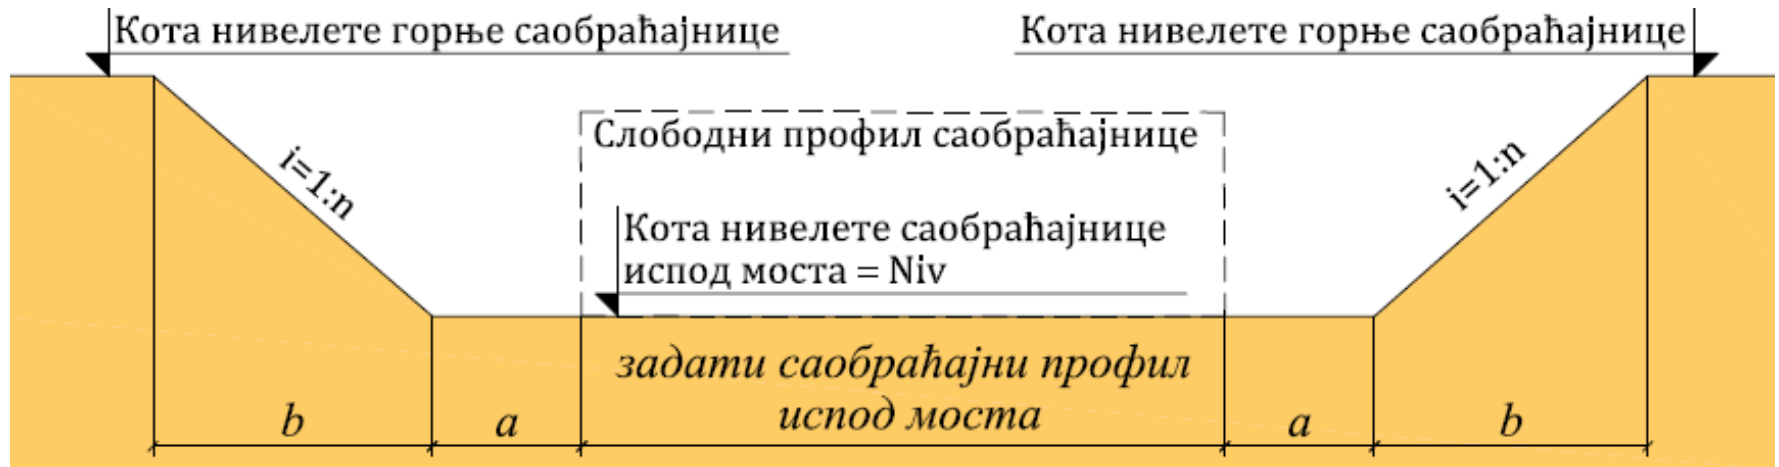 Кота нивелете горње саобраћајнице
Кота нивелете горње саобраћајнице
Слободни профил саобраћајнице
i=1:n
i=1:n
Кота нивелете саобраћајнице
испод моста = Niv
задати саобраћајни профил
испод моста
b
a
a
b